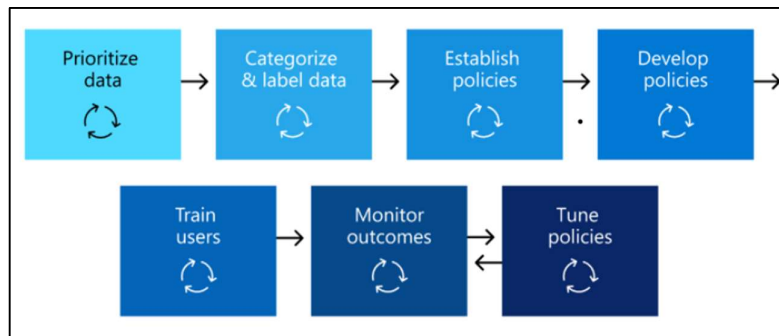 Prioritize
data
Categorize
& label data
Establish
policies
Develop
policies
Train
users
Monitor
outcomes
Tune
policies